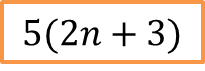 5(2n + 3)